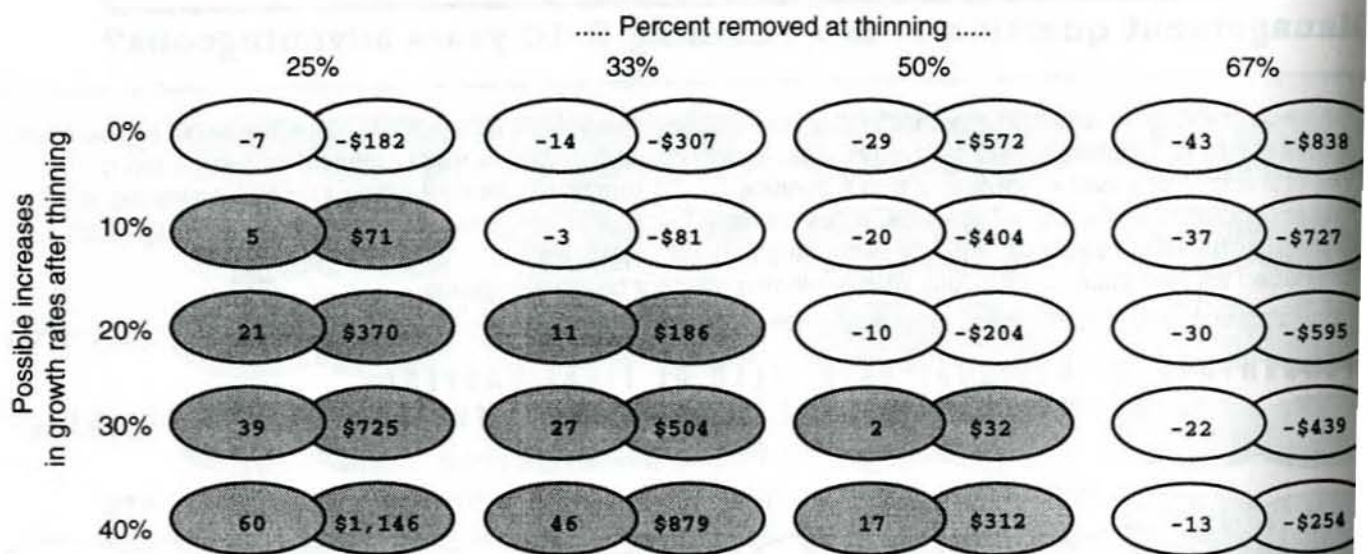 ..... Percent removed at thinning .....
25% 33% 50% 67%
Possible increases
in growth rates after thinning
0% -7 -$182 -14 -$307 -29 -$572 -43 -$838
10% 5 $71 -3 -$81 -20 -$404 -37 -$727
20% 21 $370 11 $186 -10 -$204 -30 -$595
30% 39 $725 27 $504 2 $32 -22 -$439
40% 60 $1,146 46 $879 17 $312 -13 -$254